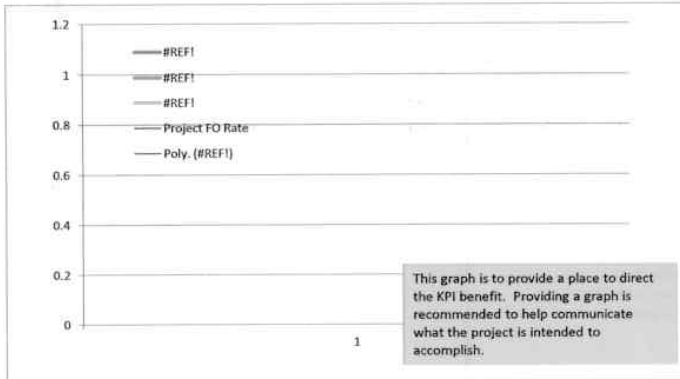 1.2
#REF!
1
#REF!
#REF!
0.8
Project FO Rate
Poly. (#REF!)
0.6
0.4
0.2
0
1
This graph is to provide a place to direct
the KPI benefit. Providing a graph is
recommended to help communicate
what the project is intended to
accomplish.